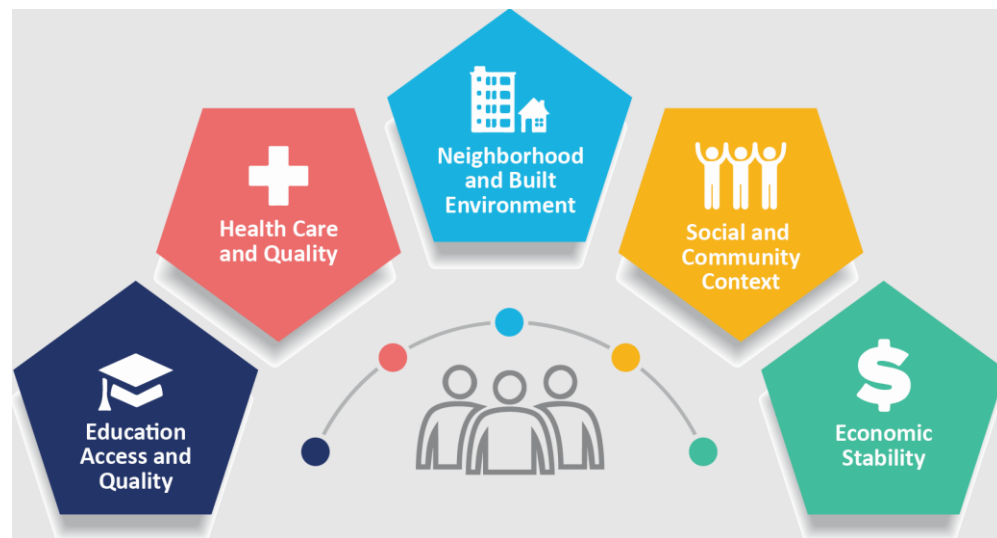 Education
Access and
Quality
Health Care
and Quality
Neighborhood
and Built
Environment
Social and
Community
Context
$
Economic
Stability